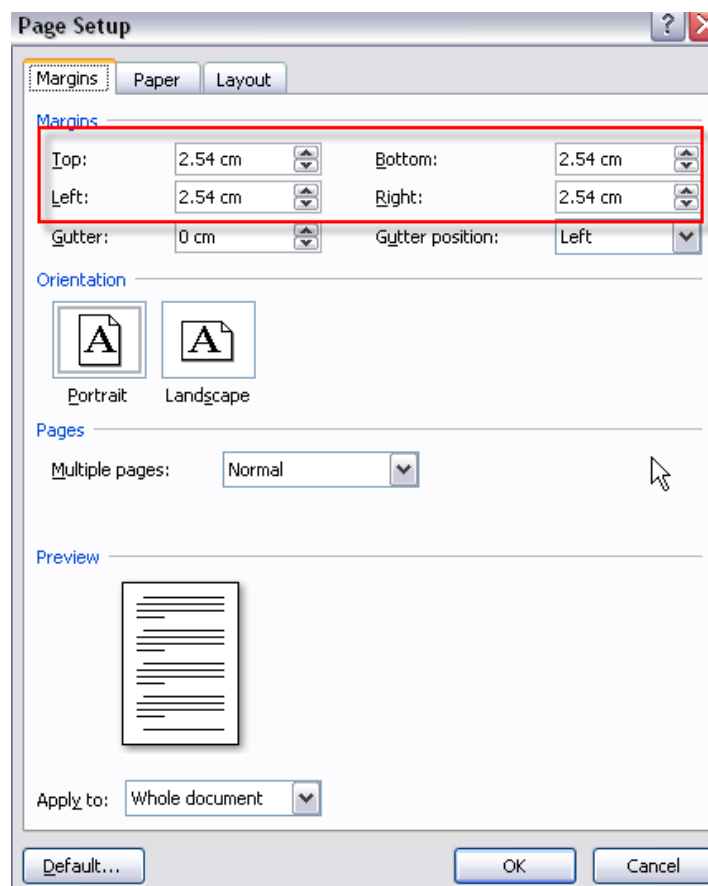 Page Setup
Margins Paper Layout
Margins
Top: 2.54 cm Bottom: 2.54 cm
Left: 2.54 cm Right: 2.54 cm
Gutter: 0 cm Gutter position: Left
Orientation
A A
Portrait Landscape
Pages
Multiple pages: Normal
Preview
Apply to: Whole document
Default... OK Cancel